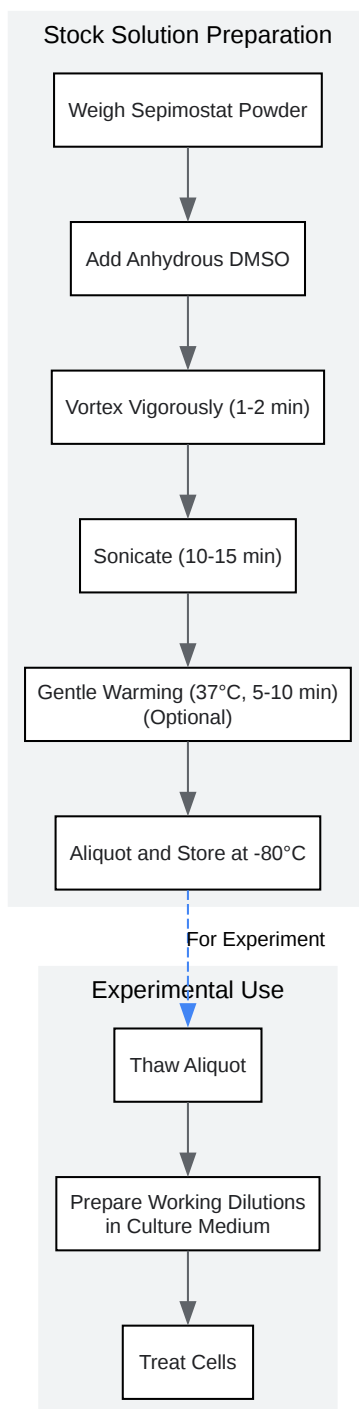 Stock Solution Preparation
Weigh Sepimostat Powder
Add Anhydrous DMSO
Vortex Vigorously (1-2 min)
Sonicate (10-15 min)
Gentle Warming (37°C, 5-10 min)
(Optional)
Aliquot and Store at -80°C
For Experiment
Experimental Use
Thaw Aliquot
Prepare Working Dilutions
in Culture Medium
Treat Cells